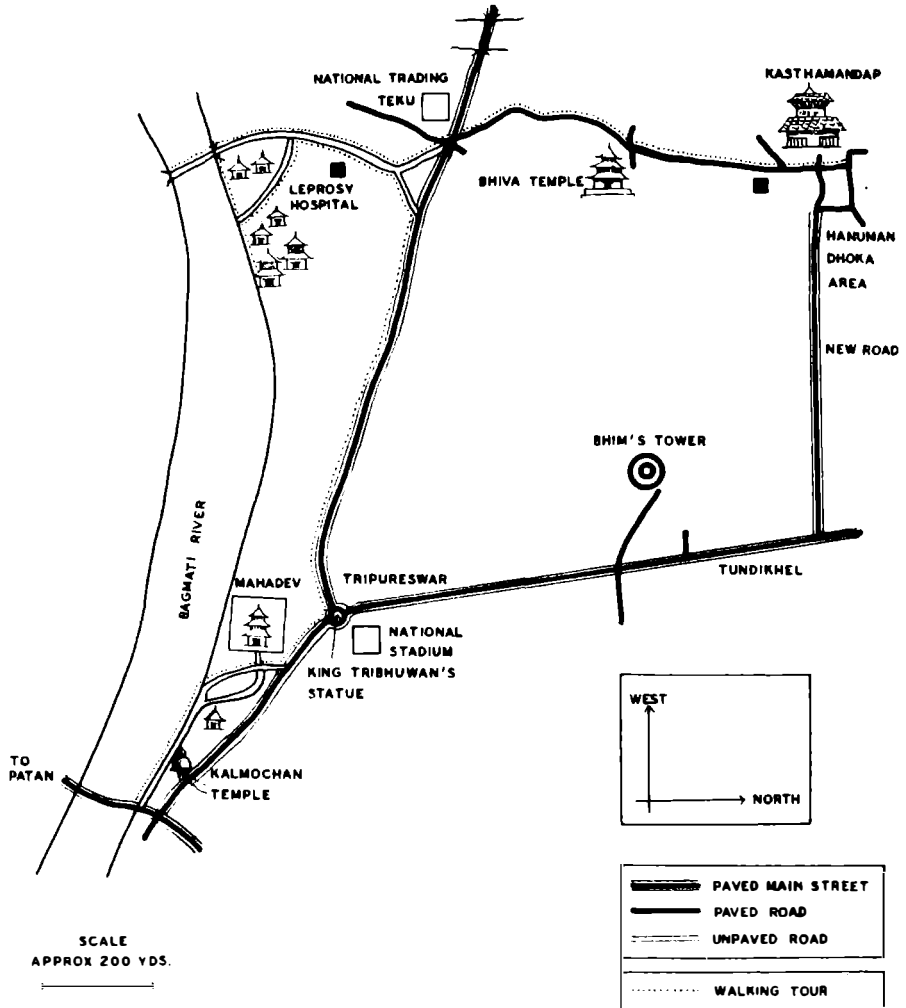 NATIONAL TRADING
TEKU
KASTHAMANDAP
LEPROSY
HOSPITAL
SHIVA TEMPLE
HANUMAN
DHOKA
AREA
NEW ROAD
BHIM'S TOWER
BAGMATI RIVER
MAHADEV
TRIPURESWAR
TUNDIKHEL
NATIONAL
STADIUM
KING TRIBHUWAN'S
STATUE
TO
PATAN
KALMOCHAN
TEMPLE
WEST
NORTH
PAVED MAIN STREET
PAVED ROAD
UNPAVED ROAD
WALKING TOUR
SCALE
APPROX 200 YDS.